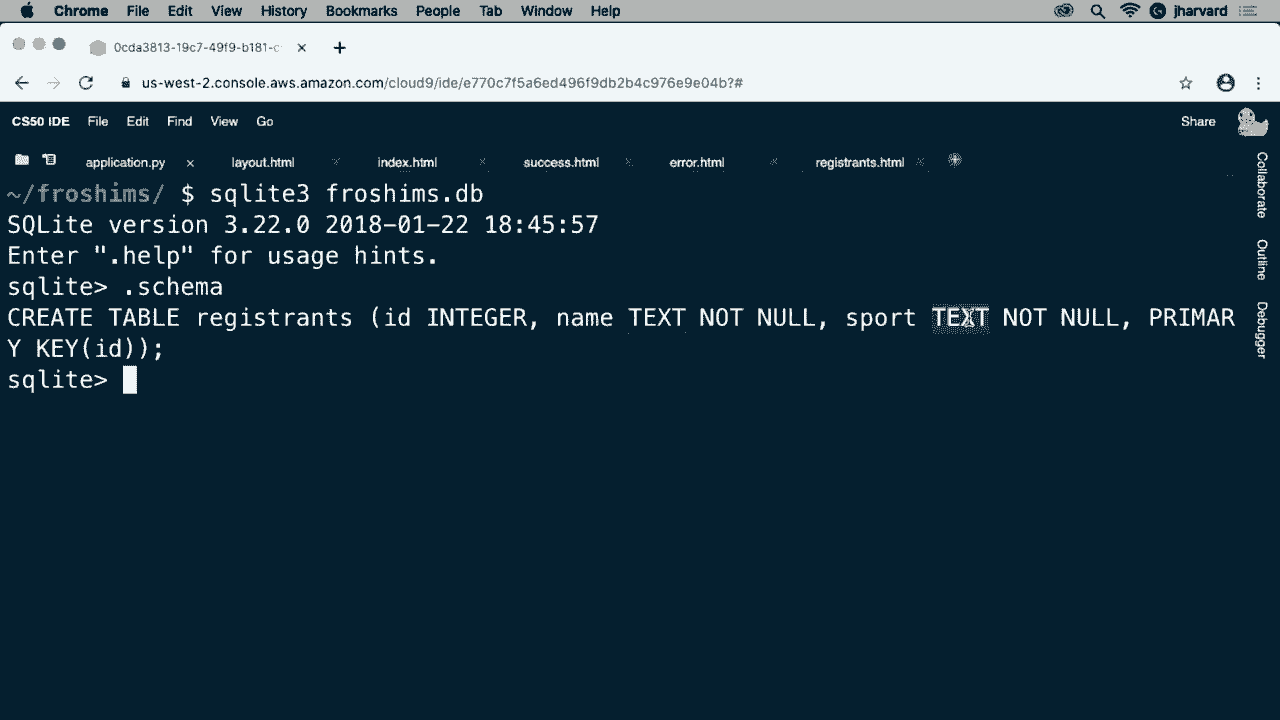 Chrome File Edit View History Bookmarks People Tab Window Help jharvard
0cda3813-19c7-49f9-b181-c
us-west-2.console.aws.amazon.com/cloud9/ide/e770c7f5a6ed496f9db2b4c976e9e04b?#
CS50 IDE File Edit Find View Go Share
application.py layout.html index.html success.html error.html registrants.html
~/froshims/ $ sqlite3 froshims.db
SQLite version 3.22.0 2018-01-22 18:45:57
Enter ".help" for usage hints.
sqlite> .schema
CREATE TABLE registrants (id INTEGER, name TEXT NOT NULL, sport TEXT NOT NULL, PRIMAR
Y KEY(id));
sqlite>
Collaborate
Outline
Debugger